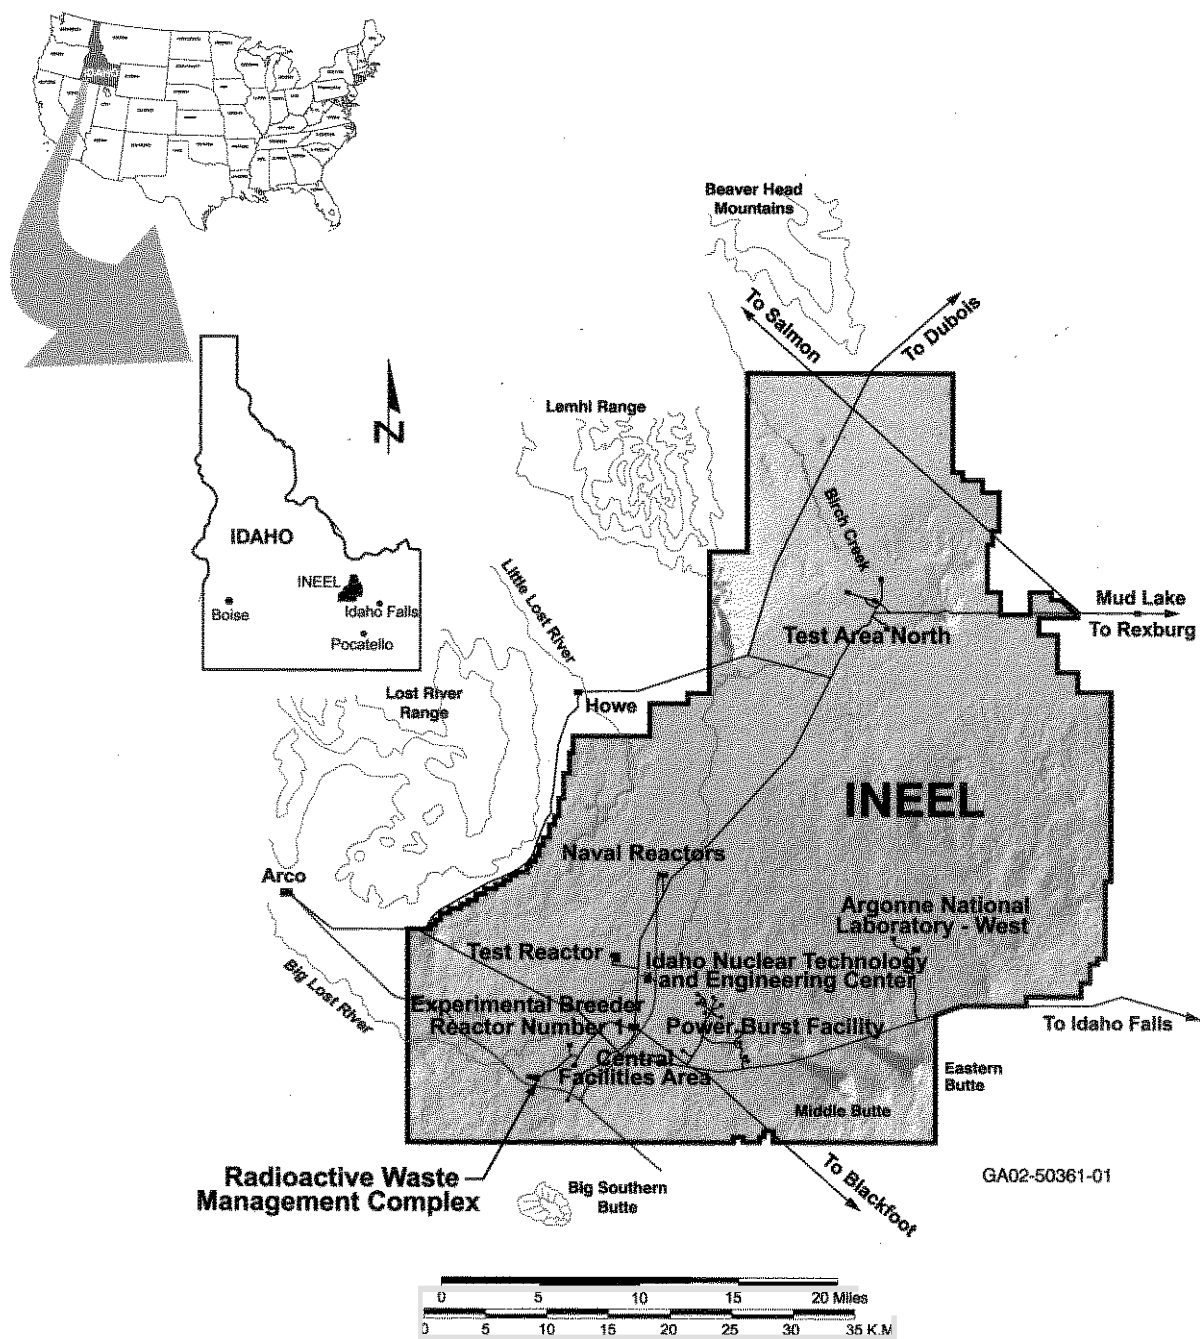 Beaver Head
Mountains
To Salmon
To Dubois
Lemhi Range
N
Birch Creek
IDAHO
INEEL
Boise
Idaho Falls
Pocatello
Little Lost River
Mud Lake
To Rexburg
Test Area North
Lost River
Range
Howe
INEEL
Naval Reactors
Arco
Argonne National
Laboratory - West
Test Reactor
Idaho Nuclear Technology
and Engineering Center
Big Lost River
Experimental Breeder
Reactor Number 1
Power Burst Facility
To Idaho Falls
Central
Facilities Area
Eastern
Butte
Middle Butte
Radioactive Waste
Management Complex
Big Southern
Butte
To Blackfoot
GA02-50361-01
0 5 10 15 20 Miles
0 5 10 15 20 25 30 35 K.M